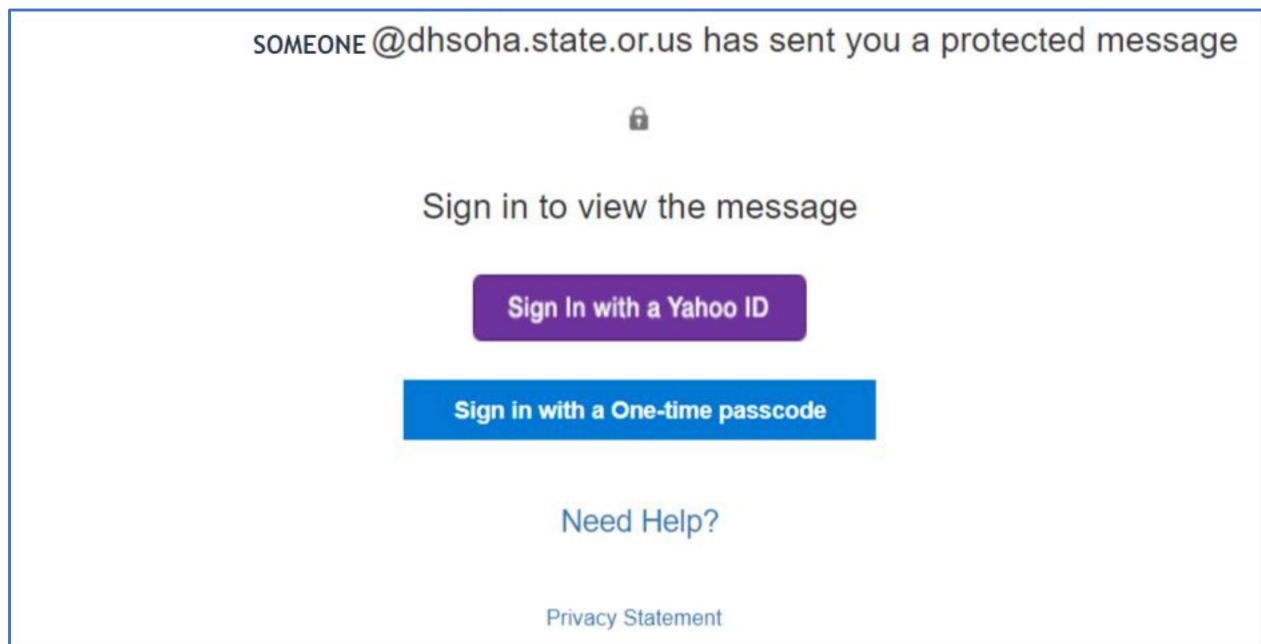 SOMEONE @dhsoha.state.or.us has sent you a protected message
Sign in to view the message
Sign In with a Yahoo ID
Sign in with a One-time passcode
Need Help?
Privacy Statement